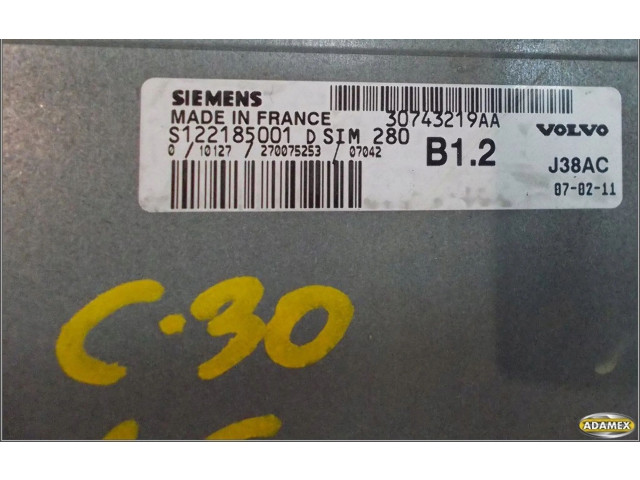 SIEMENS
MADE IN FRANCE 30743219AA
S122185001 D SIM 280
0 / 10127 / 270075253 / 07042
VOLVO
B1.2
J38AC
07-02-11
C-30
ADAMEX